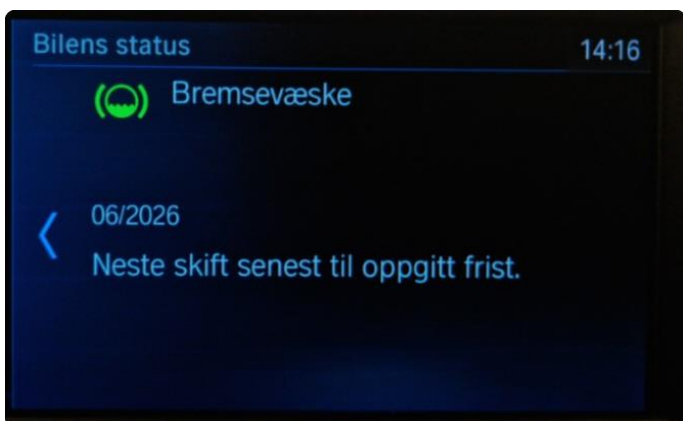 Bilens status
14:16
Bremsevæske
06/2026
Neste skift senest til oppgitt frist.